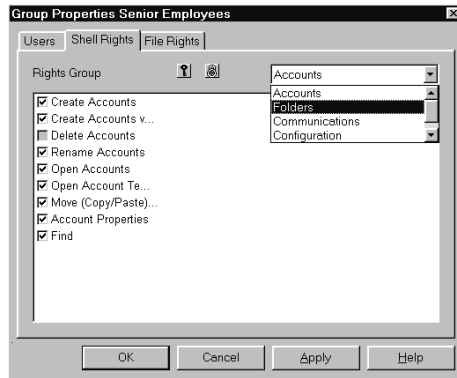 Group Properties Senior Employees
Users Shell Rights File Rights
Rights Group Accounts
Accounts
Folders
Communications
Configuration
Create Accounts
Create Accounts v...
Delete Accounts
Rename Accounts
Open Accounts
Open Account Te...
Move (Copy/Paste)...
Account Properties
Find
OK Cancel Apply Help